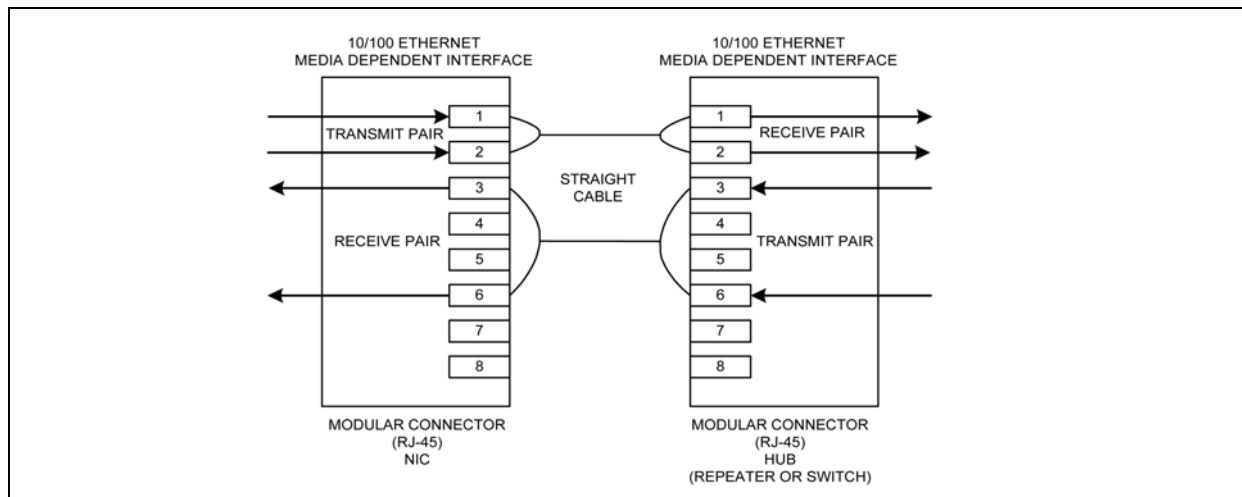 10/100 ETHERNET
MEDIA DEPENDENT INTERFACE
10/100 ETHERNET
MEDIA DEPENDENT INTERFACE
1
TRANSMIT PAIR
2
3
4
RECEIVE PAIR
5
6
7
8
STRAIGHT
CABLE
1
RECEIVE PAIR
2
3
4
TRANSMIT PAIR
5
6
7
8
MODULAR CONNECTOR
(RJ-45)
NIC
MODULAR CONNECTOR
(RJ-45)
HUB
(REPEATER OR SWITCH)